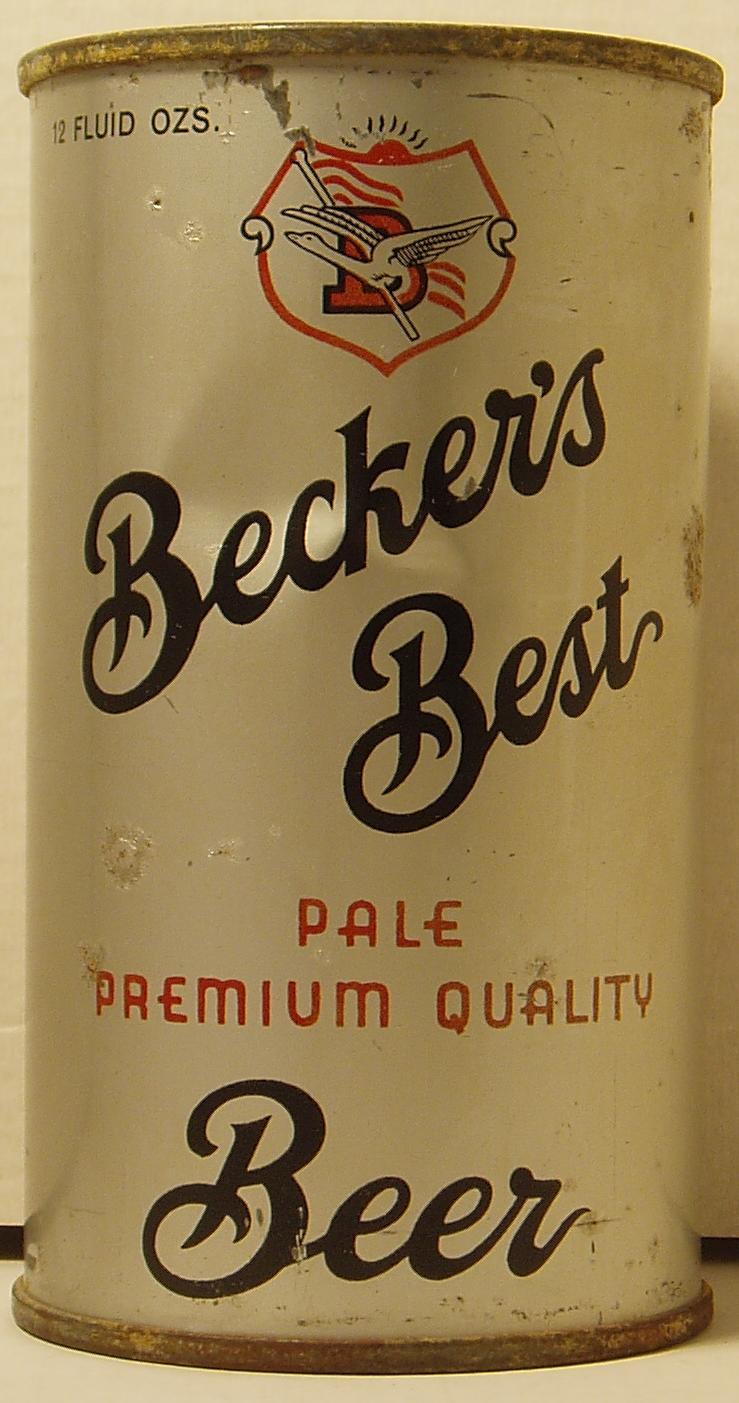 12 FLUID OZS.
B
Becker's
Best
PALE
PREMIUM QUALITY
Beer